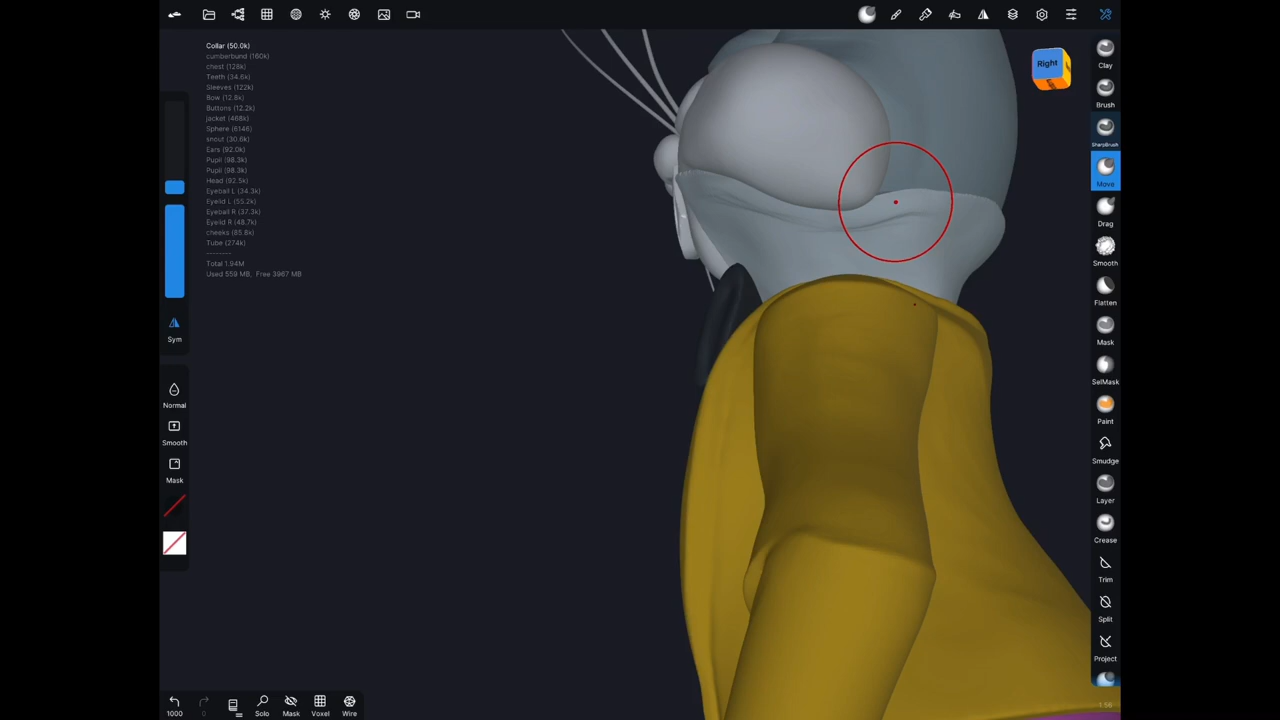 Collar (50.0k)
cumberbund (160k)
chest (128k)
Teeth (34.6k)
Sleeves (122k)
Bow (12.8k)
Buttons (12.2k)
jacket (468k)
Sphere (6146)
snout (30.6k)
Ears (92.0k)
Pupil (98.3k)
Pupil (98.3k)
Head (92.5k)
Eyeball L (34.3k)
Eyelid L (55.2k)
Eyeball R (37.3k)
Eyelid R (48.7k)
cheeks (85.8k)
Tube (274k)
--------
Total 1.94M
Used 559 MB, Free 3967 MB
Right
Clay
Brush
SharpBrush
Move
Drag
Smooth
Flatten
Mask
SelMask
Paint
Smudge
Layer
Crease
Trim
Split
Project
Sym
Normal
Smooth
Mask
1000
0
Solo
Mask
Voxel
Wire
1.56